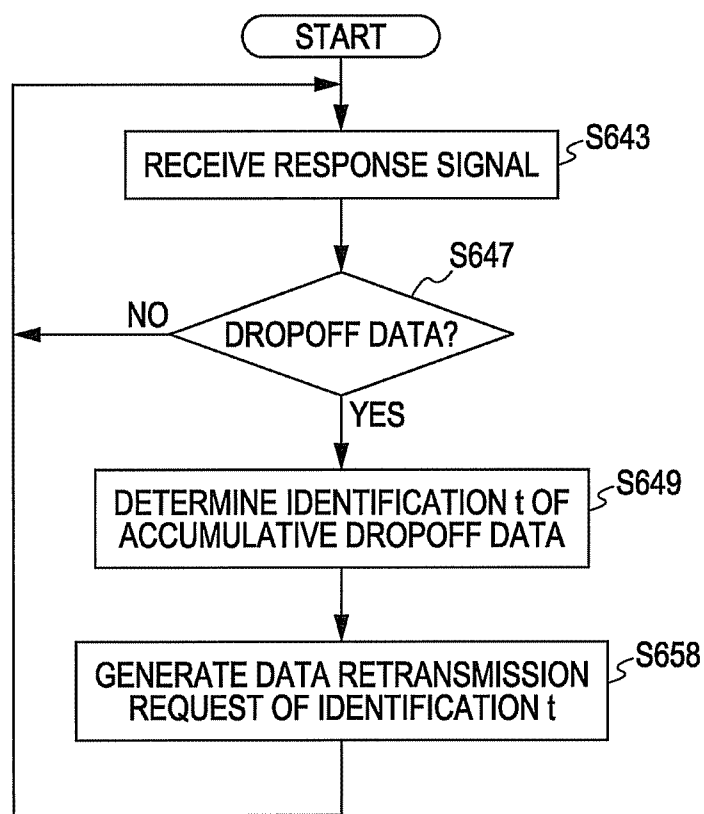 START
RECEIVE RESPONSE SIGNAL
S643
S647
NO
DROPOFF DATA?
YES
DETERMINE IDENTIFICATION t OF
ACCUMULATIVE DROPOFF DATA
S649
GENERATE DATA RETRANSMISSION
REQUEST OF IDENTIFICATION t
S658